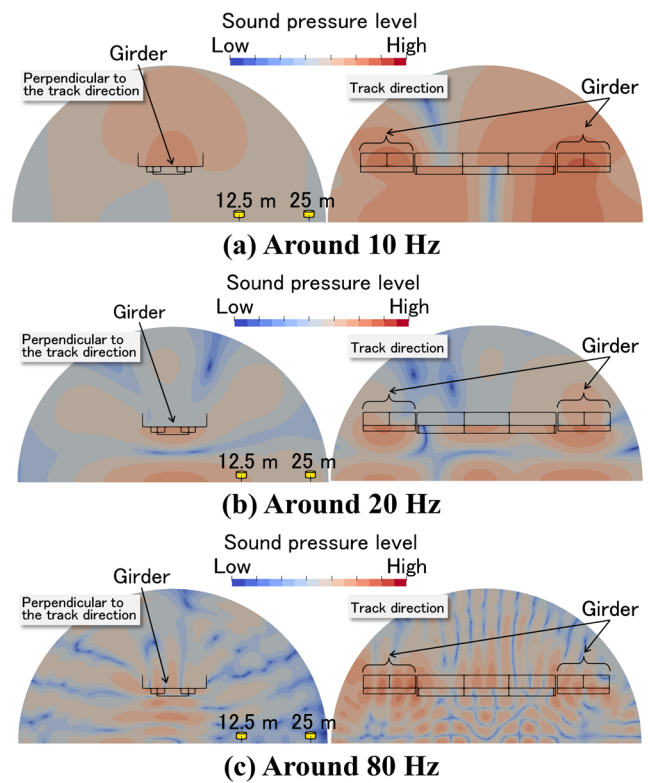 Sound pressure level
Low High
Girder
Perpendicular to
the track direction
Track direction
Girder
12.5 m 25 m
(a) Around 10 Hz
Sound pressure level
Low High
Girder
Perpendicular to
the track direction
Track direction
Girder
12.5 m 25 m
(b) Around 20 Hz
Sound pressure level
Low High
Girder
Perpendicular to
the track direction
Track direction
Girder
12.5 m 25 m
(c) Around 80 Hz